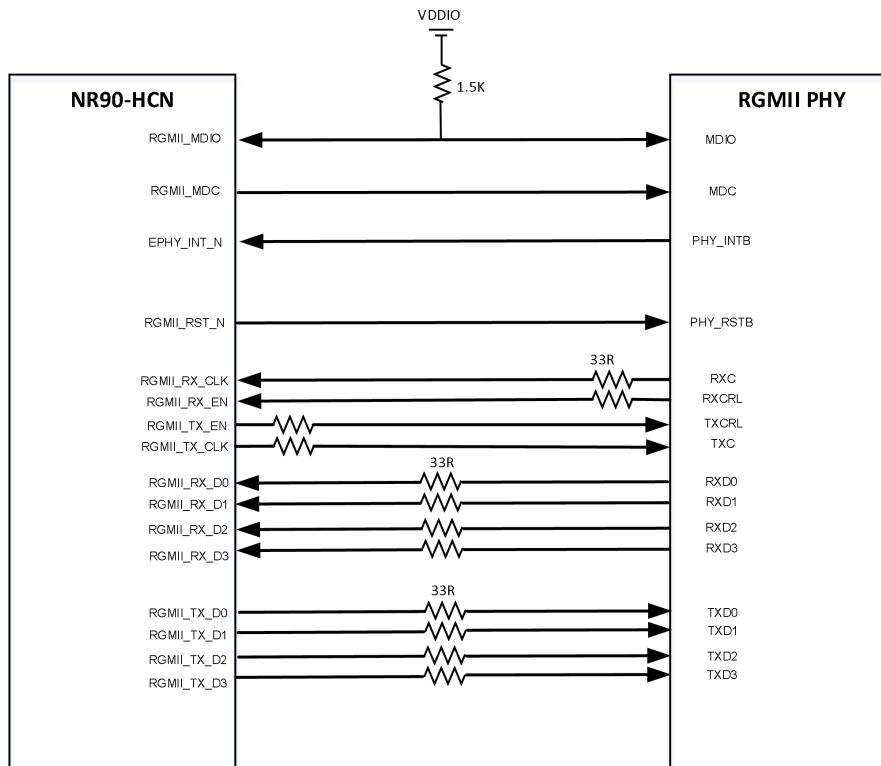 VDDIO
1.5K
NR90-HCN
RGMII PHY
RGMII_MDIO
MDIO
RGMII_MDC
MDC
EPHY_INT_N
PHY_INTB
RGMII_RST_N
PHY_RSTB
33R
RGMII_RX_CLK
RXC
RGMII_RX_EN
RXCRL
RGMII_TX_EN
TXCRL
RGMII_TX_CLK
TXC
33R
RGMII_RX_D0
RXD0
RGMII_RX_D1
RXD1
RGMII_RX_D2
RXD2
RGMII_RX_D3
RXD3
33R
RGMII_TX_D0
TXD0
RGMII_TX_D1
TXD1
RGMII_TX_D2
TXD2
RGMII_TX_D3
TXD3